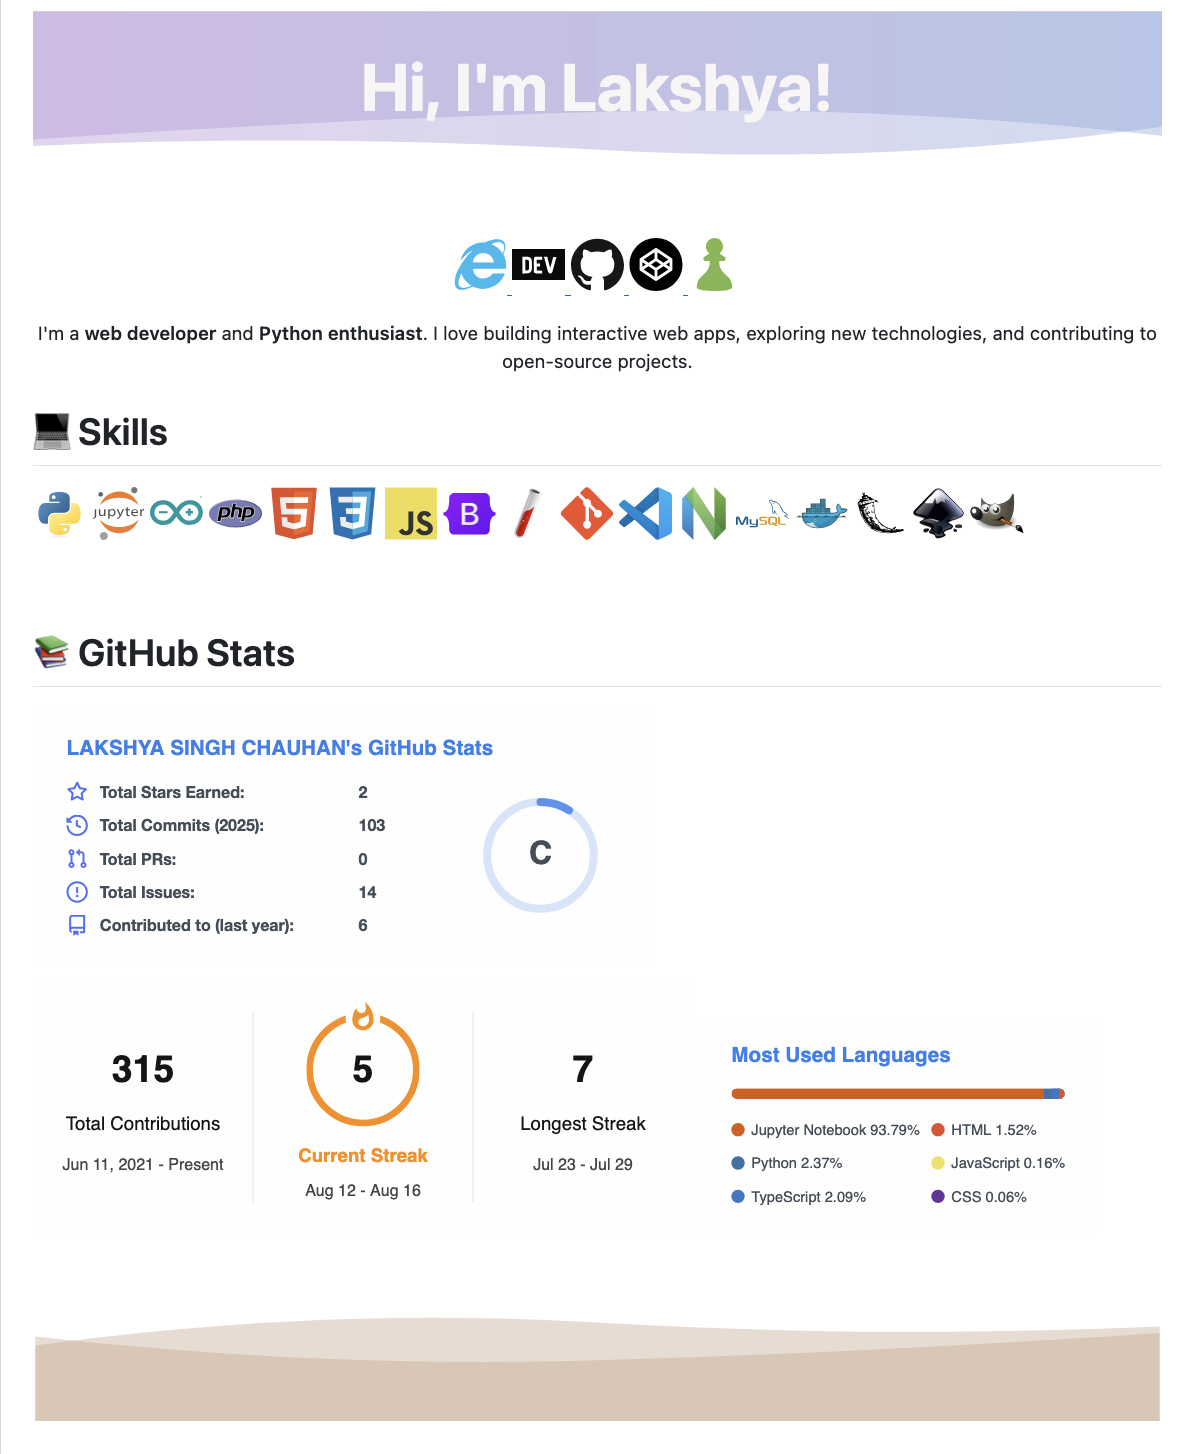 Hi, I'm Lakshya!
DEV
I'm a web developer and Python enthusiast. I love building interactive web apps, exploring new technologies, and contributing to
open-source projects.
Skills
jupyter
php
5
3
JS
B
MySQL
GitHub Stats
LAKSHYA SINGH CHAUHAN's GitHub Stats
Total Stars Earned: 2
Total Commits (2025): 103
Total PRs: 0
Total Issues: 14
Contributed to (last year): 6
C
315
Total Contributions
Jun 11, 2021 - Present
5
Current Streak
Aug 12 - Aug 16
7
Longest Streak
Jul 23 - Jul 29
Most Used Languages
Jupyter Notebook 93.79%
HTML 1.52%
Python 2.37%
JavaScript 0.16%
TypeScript 2.09%
CSS 0.06%